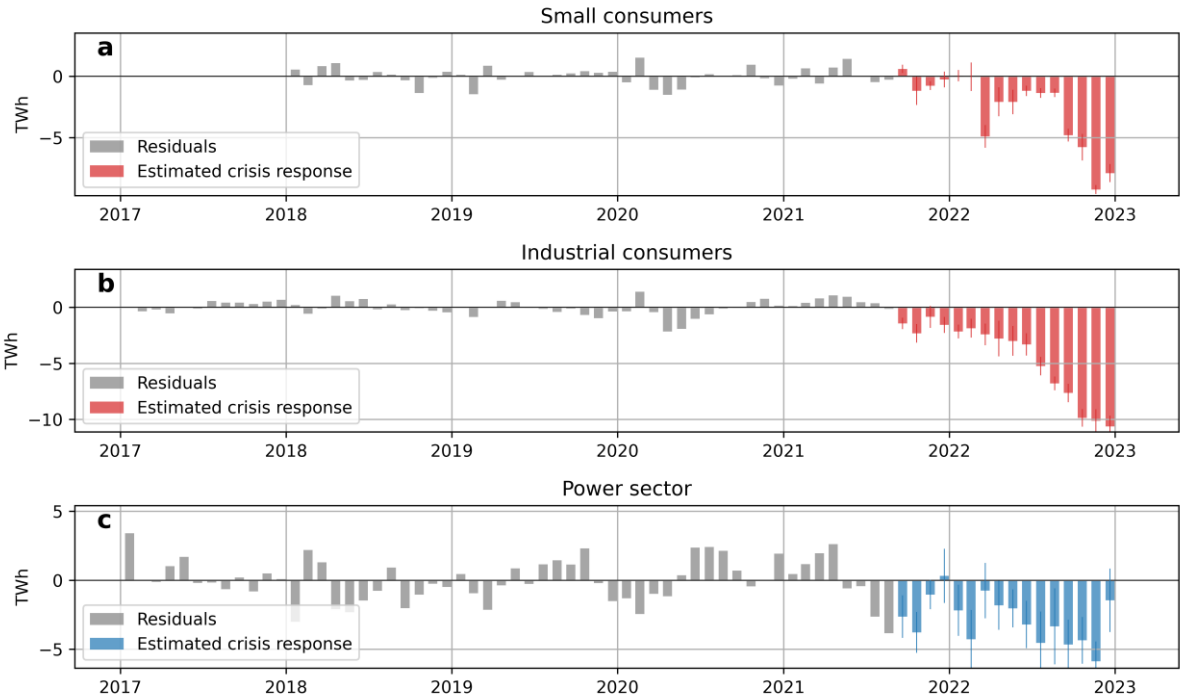 Small consumers
a
0
−5
TWh
Residuals
Estimated crisis response
2017 2018 2019 2020 2021 2022 2023
Industrial consumers
b
0
−5
−10
TWh
Residuals
Estimated crisis response
2017 2018 2019 2020 2021 2022 2023
Power sector
c
5
0
−5
TWh
Residuals
Estimated crisis response
2017 2018 2019 2020 2021 2022 2023